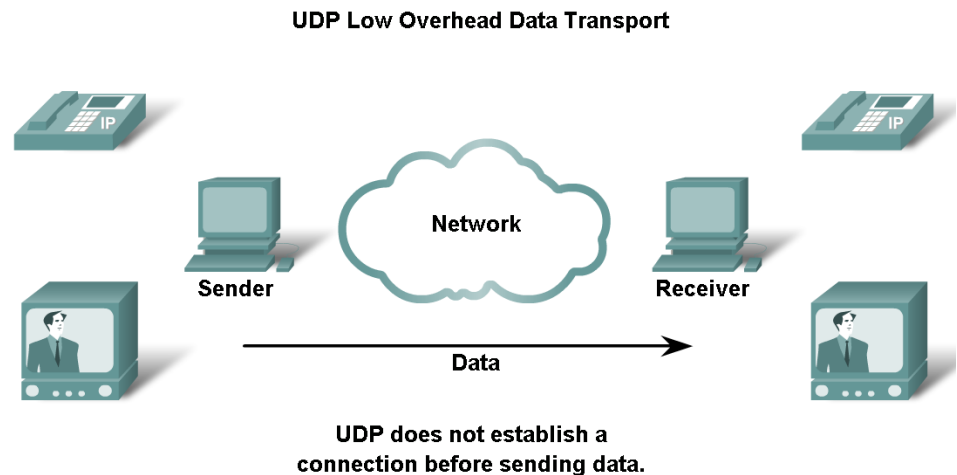 UDP Low Overhead Data Transport
IP
IP
Network
Sender
Receiver
Data
UDP does not establish a
connection before sending data.